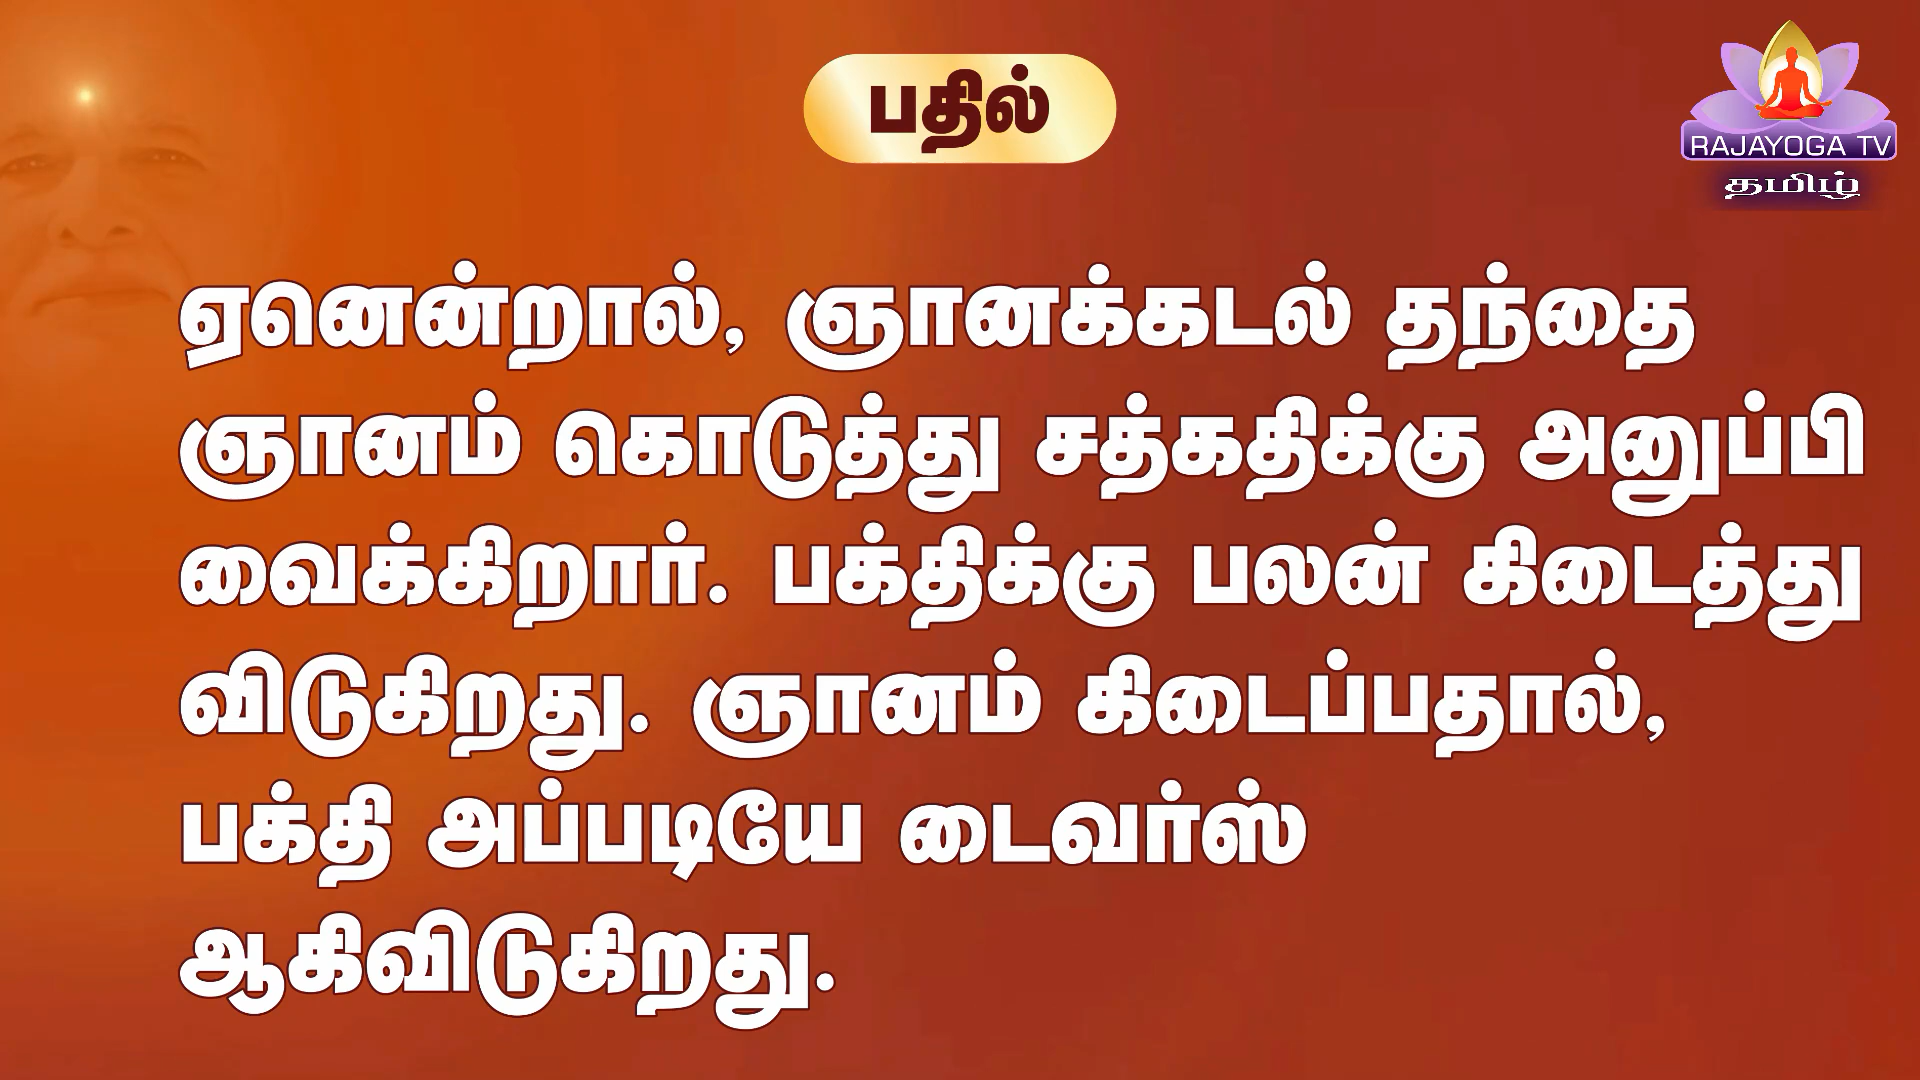 பதில்
RAJAYOGA TV
தமிழ்
ஏனென்றால், ஞானக்கடல் தந்தை
ஞானம் கொடுத்து சத்கதிக்கு அனுப்பி
வைக்கிறார். பக்திக்கு பலன் கிடைத்து
விடுகிறது. ஞானம் கிடைப்பதால்,
பக்தி அப்படியே டைவர்ஸ்
ஆகிவிடுகிறது.